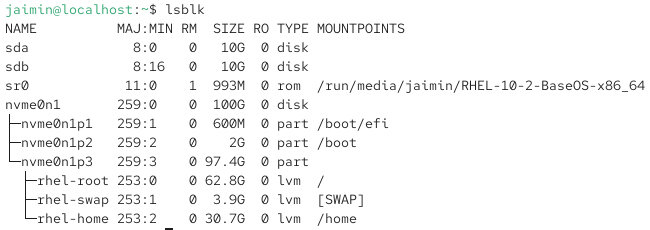 jaimin@localhost:~$ lsblk
NAME          MAJ:MIN RM  SIZE RO TYPE MOUNTPOINTS
sda             8:0    0   10G  0 disk
sdb             8:16   0   10G  0 disk
sr0            11:0    1  993M  0 rom  /run/media/jaimin/RHEL-10-2-BaseOS-x86_64
nvme0n1       259:0    0  100G  0 disk
├─nvme0n1p1   259:1    0  600M  0 part /boot/efi
├─nvme0n1p2   259:2    0    2G  0 part /boot
└─nvme0n1p3   259:3    0 97.4G  0 part
  ├─rhel-root 253:0    0 62.8G  0 lvm  /
  ├─rhel-swap 253:1    0  3.9G  0 lvm  [SWAP]
  └─rhel-home 253:2    0 30.7G  0 lvm  /home